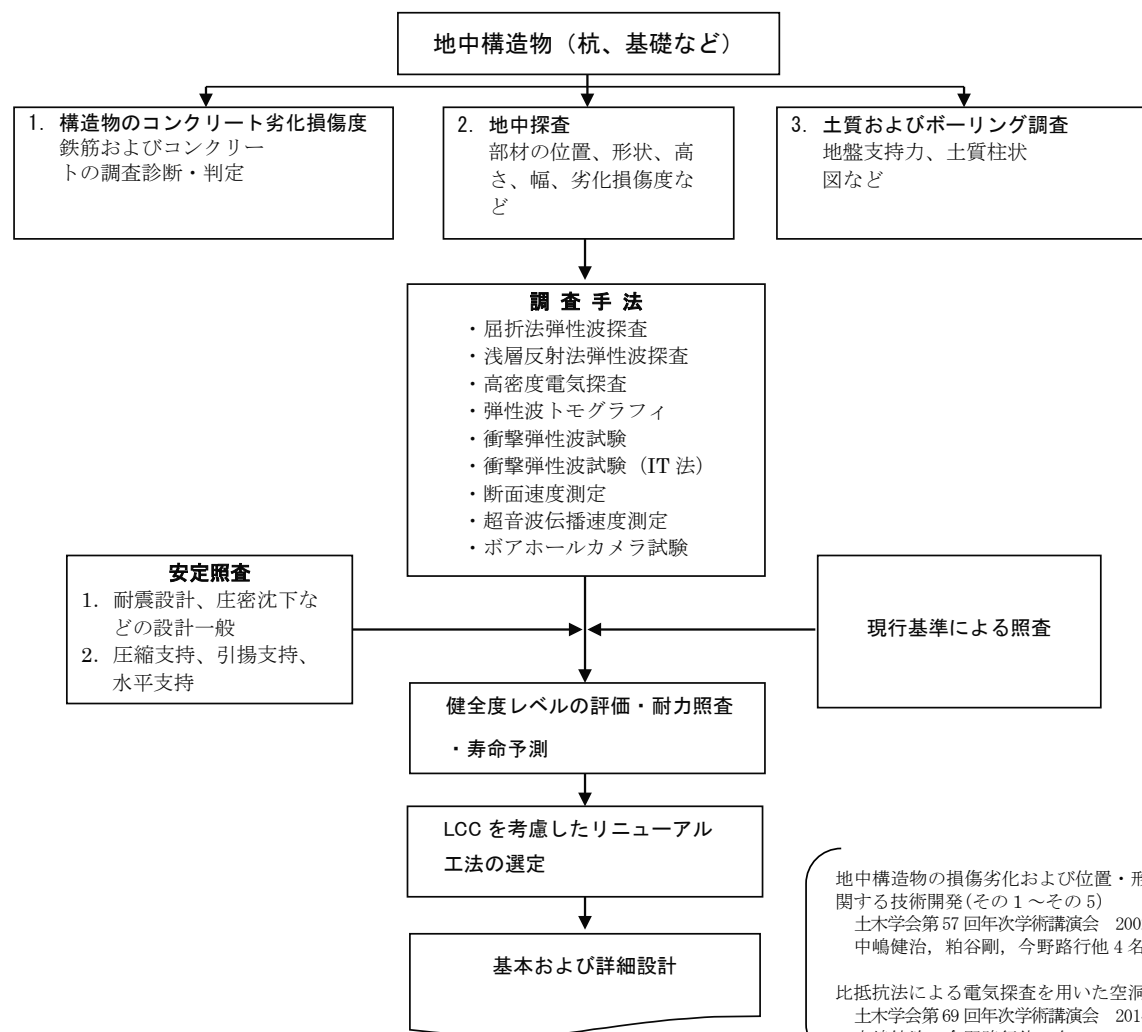 地中構造物（杭、基礎など）
1. 構造物のコンクリート劣化損傷度
鉄筋およびコンクリー
トの調査診断・判定
2. 地中探査
部材の位置、形状、高
さ、幅、劣化損傷度な
ど
3. 土質およびボーリング調査
地盤支持力、土質柱状
図など
調 査 手 法
・屈折法弾性波探査
・浅層反射法弾性波探査
・高密度電気探査
・弾性波トモグラフィ
・衝撃弾性波試験
・衝撃弾性波試験（IT 法）
・断面速度測定
・超音波伝播速度測定
・ボアホールカメラ試験
安定照査
1. 耐震設計、圧密沈下な
どの設計一般
2. 圧縮支持、引揚支持、
水平支持
現行基準による照査
健全度レベルの評価・耐力照査
・寿命予測
LCC を考慮したリニューアル
工法の選定
基本および詳細設計
地中構造物の損傷劣化および位置・
関する技術開発(その 1～その 5)
土木学会第 57 回年次学術講演会 200
中嶋健治，粕谷剛，今野路行他 4 名
比抵抗法による電気探査を用いた空洞
土木学会第 69 回年次学術講演会 201